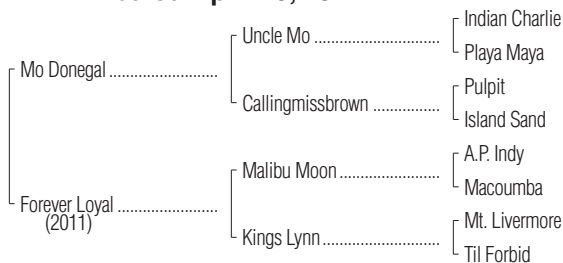 Mo Donegal
Uncle Mo
Indian Charlie
Playa Maya
Callingmissbrown
Pulpit
Island Sand
Forever Loyal
(2011)
Malibu Moon
A.P. Indy
Macoumba
Kings Lynn
Mt. Livermore
Til Forbid